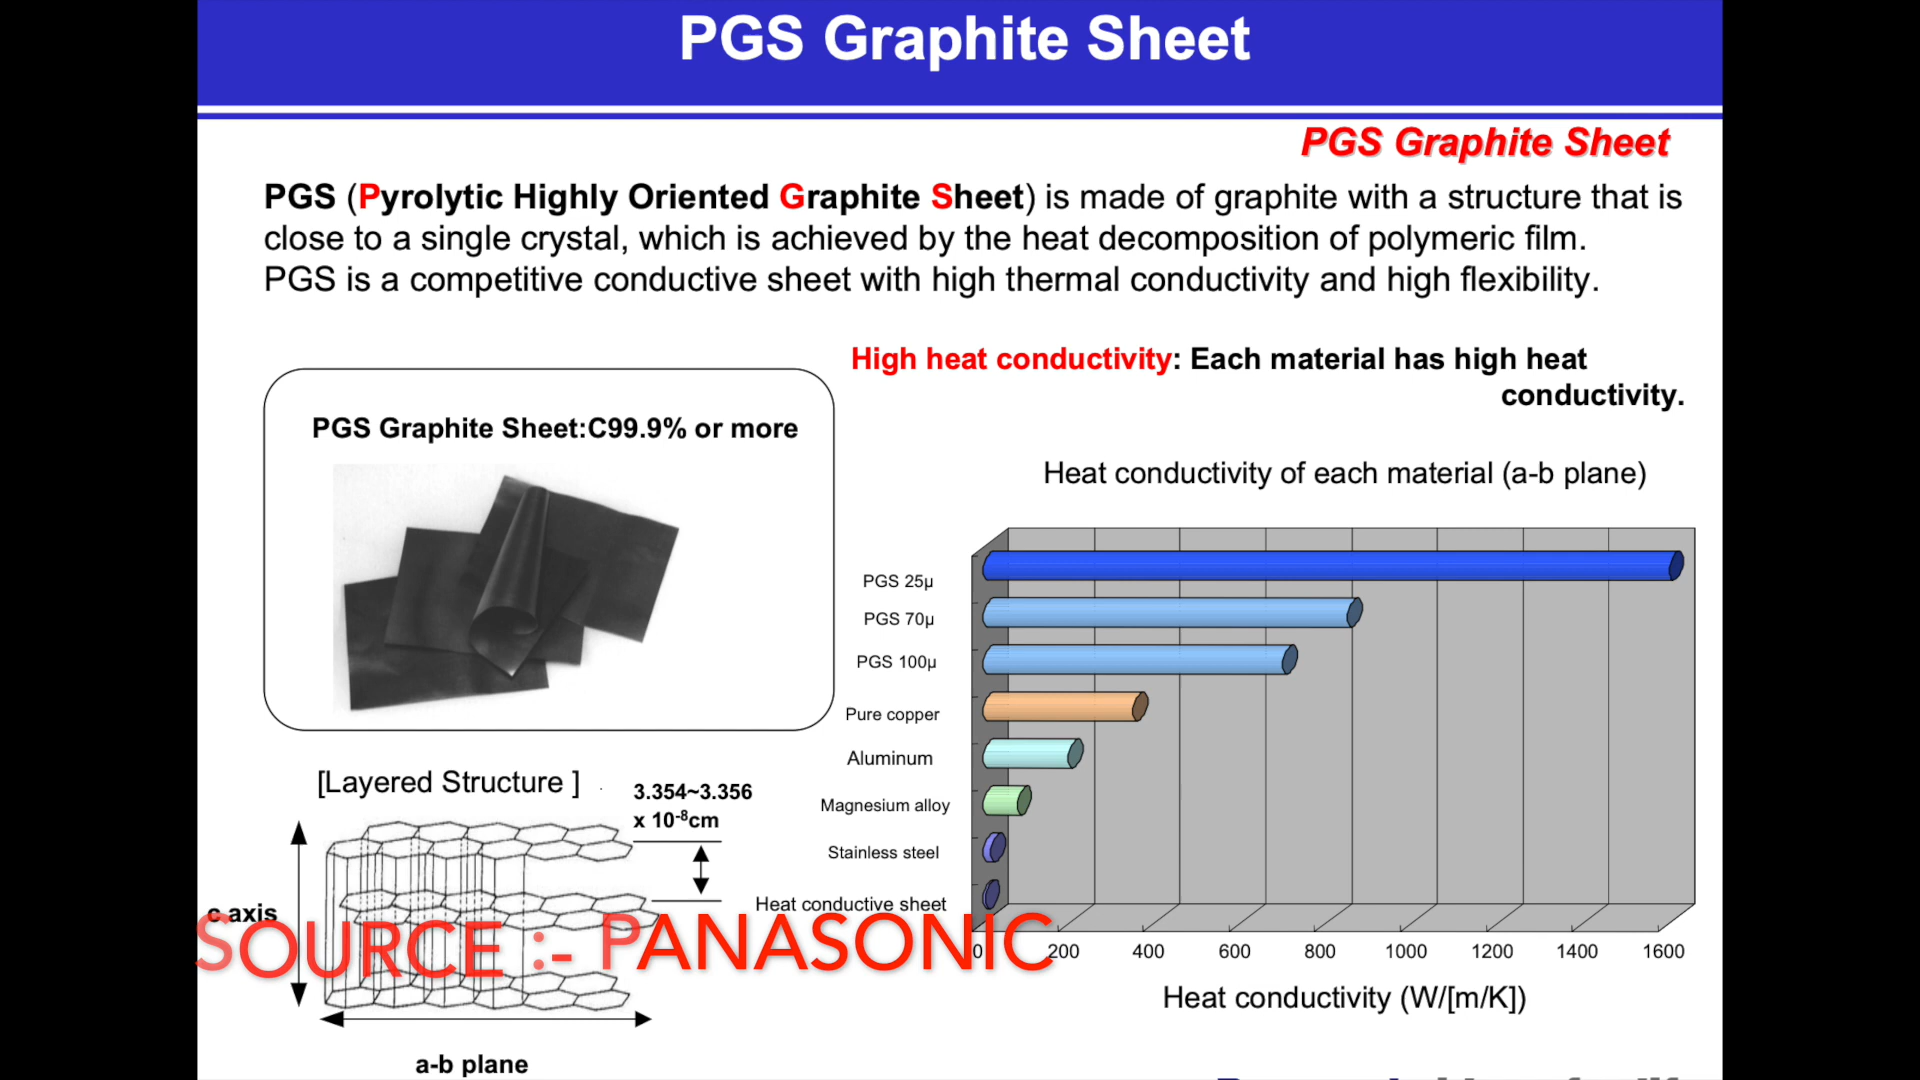 PGS Graphite Sheet
PGS Graphite Sheet
PGS (Pyrolytic Highly Oriented Graphite Sheet) is made of graphite with a structure that is
close to a single crystal, which is achieved by the heat decomposition of polymeric film.
PGS is a competitive conductive sheet with high thermal conductivity and high flexibility.
High heat conductivity: Each material has high heat
conductivity.
PGS Graphite Sheet:C99.9% or more
Heat conductivity of each material (a-b plane)
PGS 25μ
PGS 70μ
PGS 100μ
Pure copper
Aluminum
Magnesium alloy
Stainless steel
Heat conductive sheet
0 200 400 600 800 1000 1200 1400 1600
Heat conductivity (W/[m/K])
[Layered Structure ]
3.354~3.356
x 10-8cm
c axis
a-b plane
SOURCE :- PANASONIC